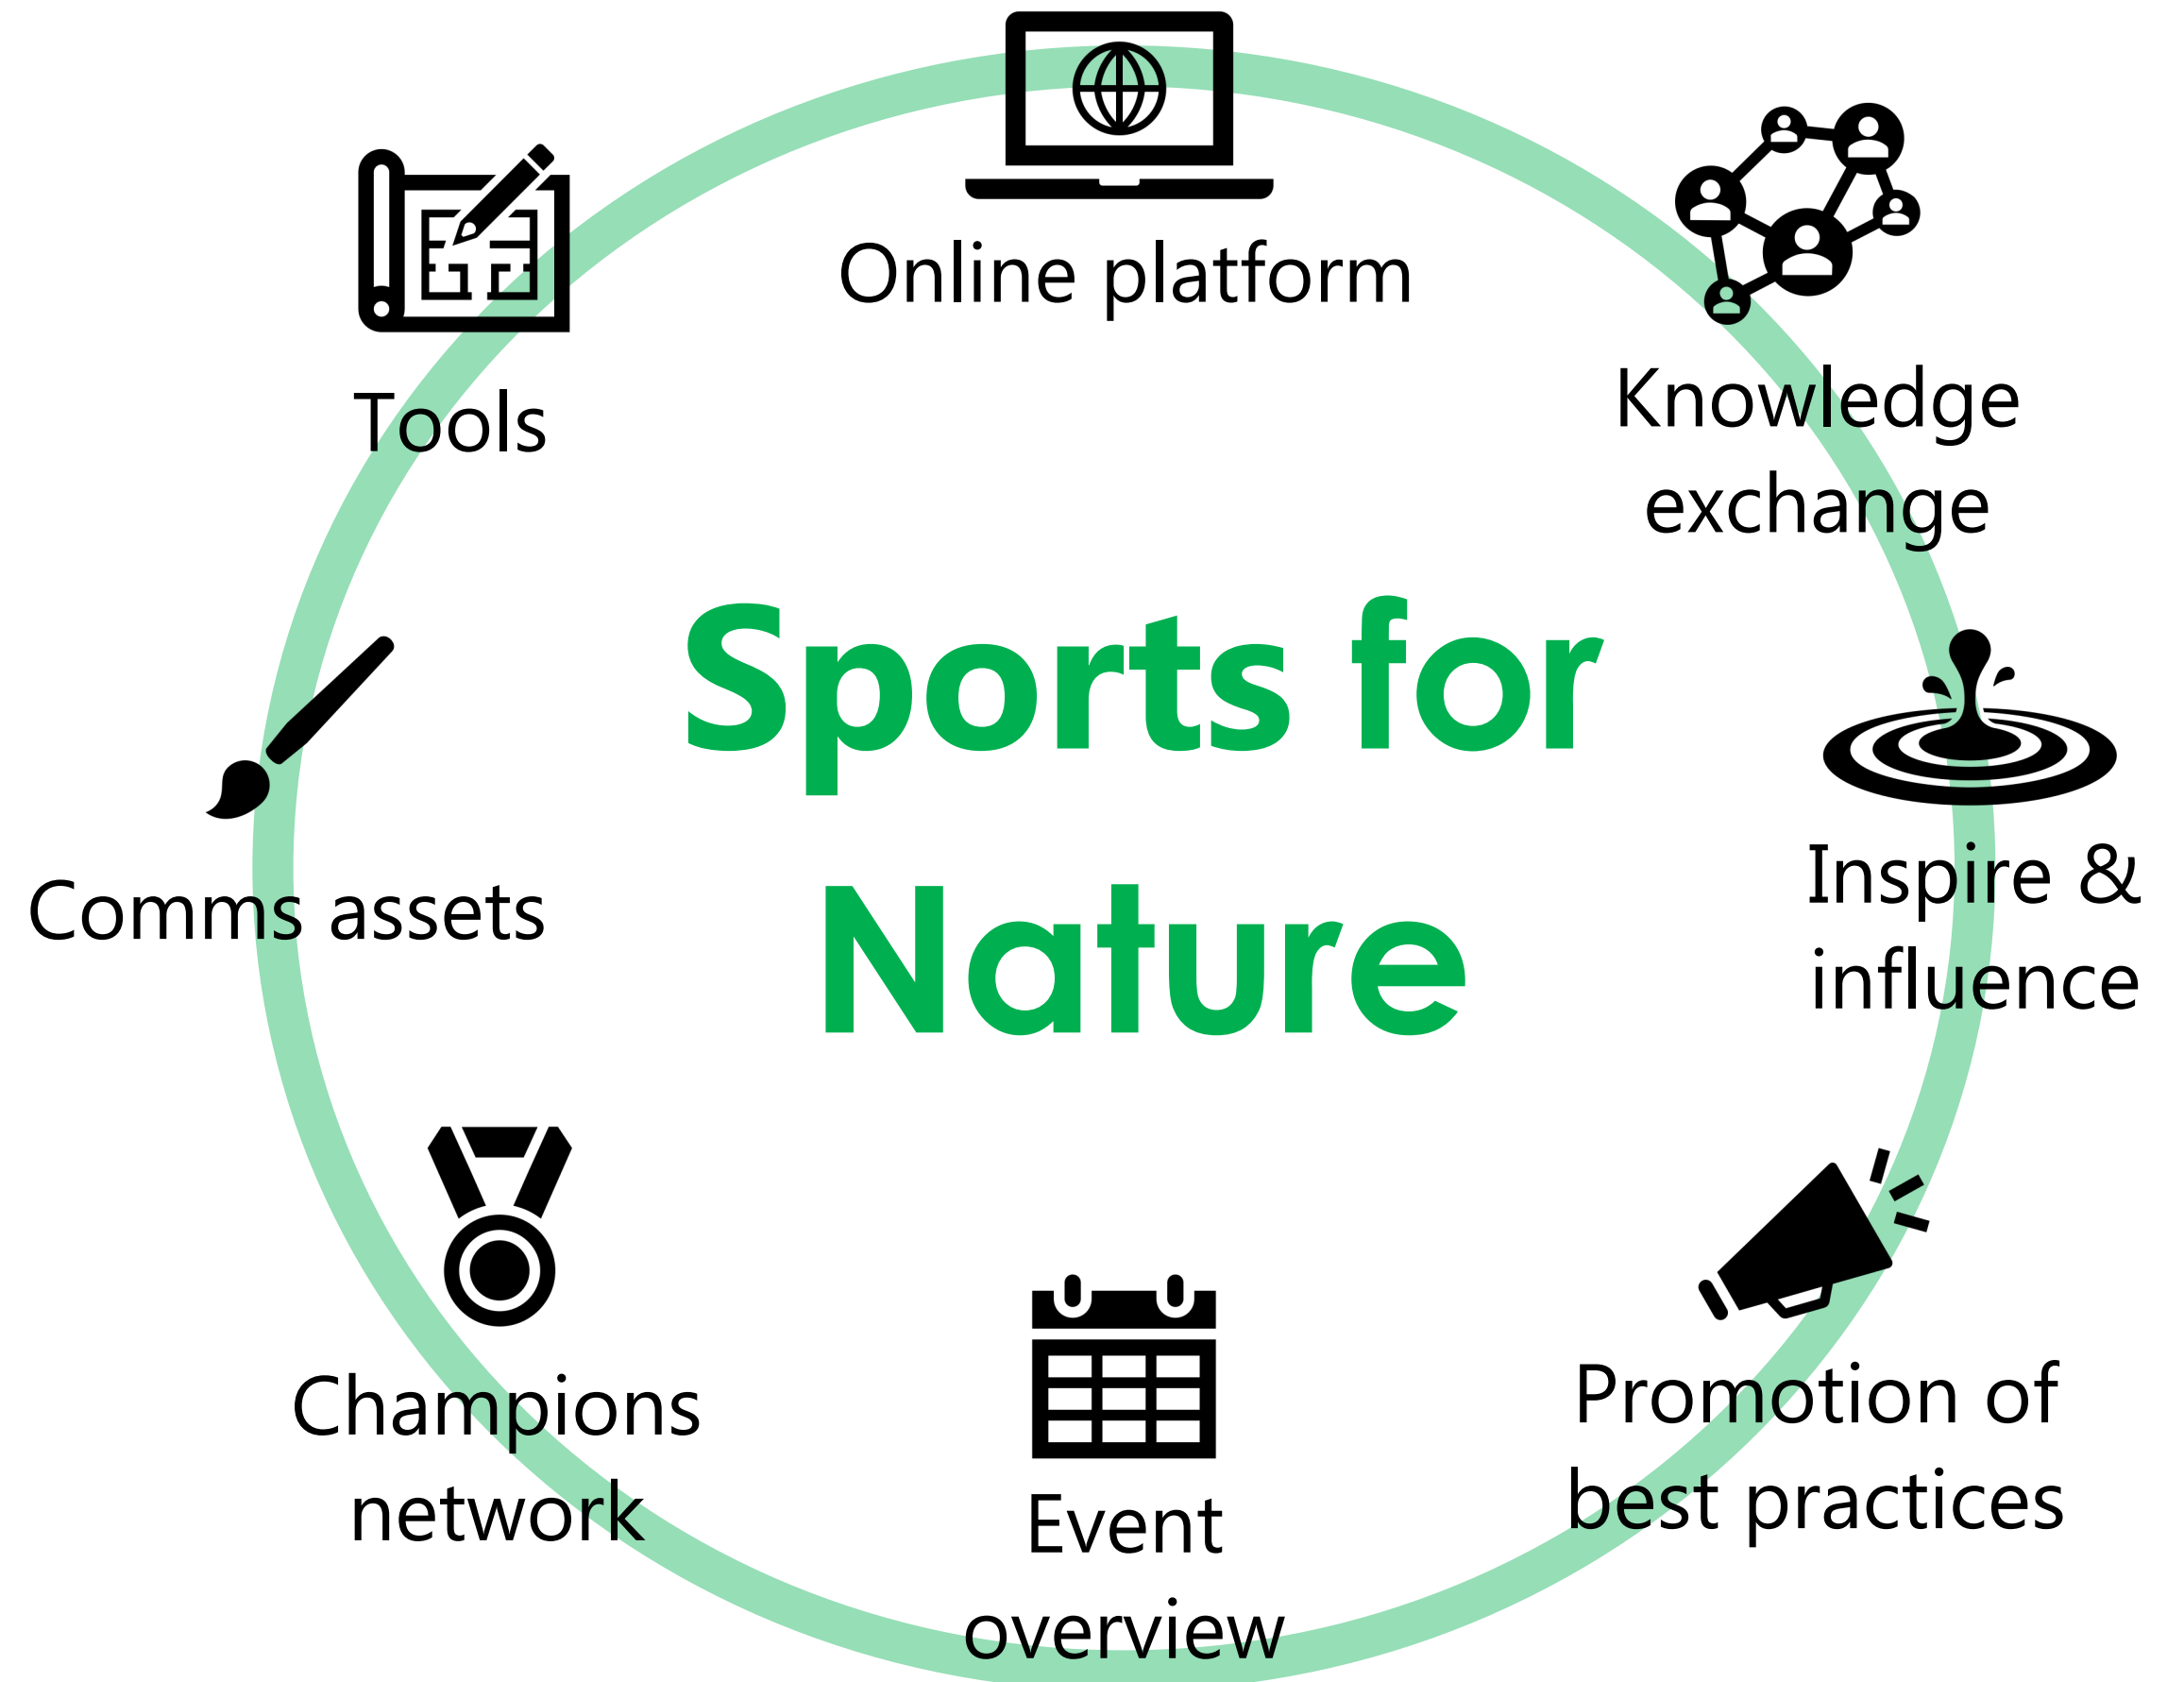 Online platform
Tools
Knowledge
exchange
Sports for
Nature
Comms assets
Inspire &
influence
Champions
network
Promotion of
best practices
Event
overview